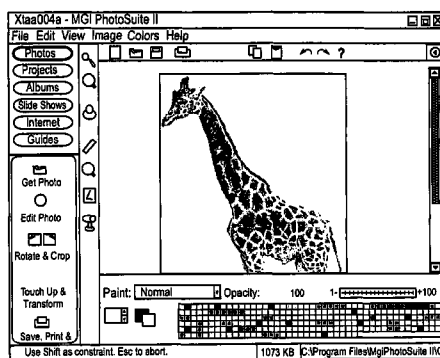 Xtaa004a - MGI PhotoSuite II
File Edit View Image Colors Help
Photos
Projects
Albums
Slide Shows
Internet
Guides
Get Photo
Edit Photo
Rotate & Crop
Touch Up &
Transform
Save, Print &
Paint: Normal Opacity: 100 1- +100
Use Shift as constraint. Esc to abort. 1073 KB C:\Program Files\MgiPhotoSuite II\C